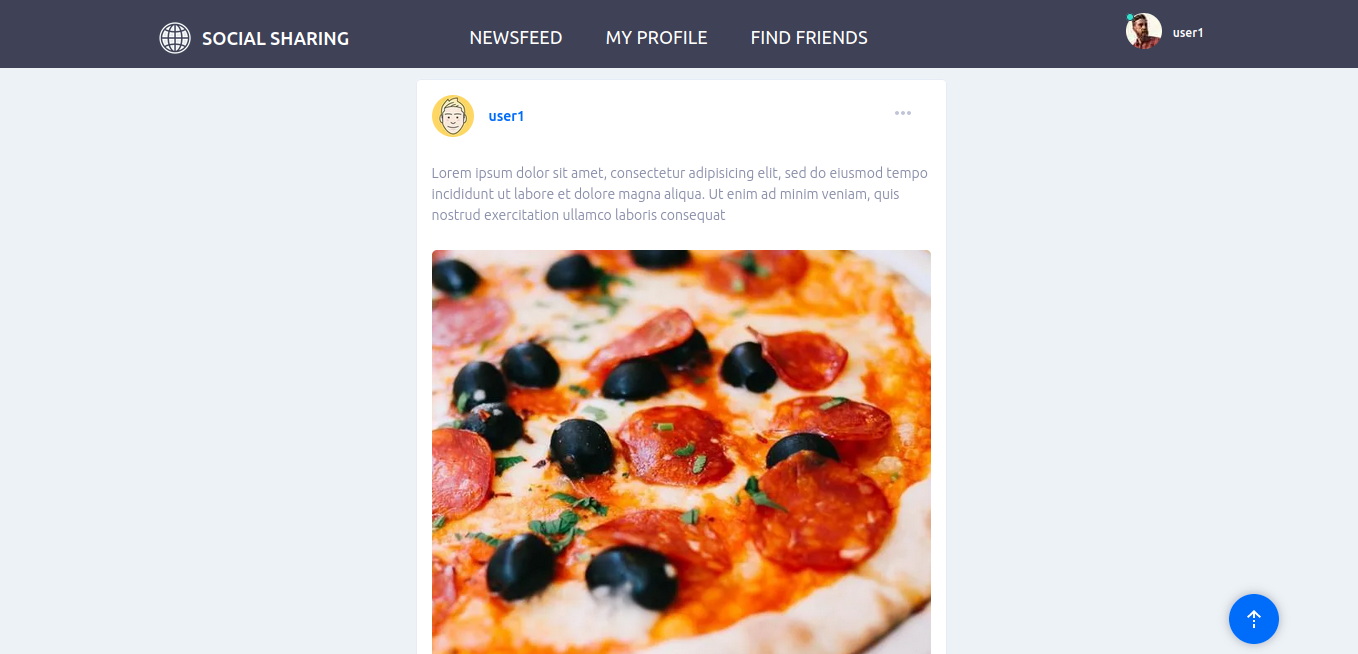 SOCIAL SHARING
NEWSFEED
MY PROFILE
FIND FRIENDS
user1
user1
Lorem ipsum dolor sit amet, consectetur adipisicing elit, sed do eiusmod tempo
incididunt ut labore et dolore magna aliqua. Ut enim ad minim veniam, quis
nostrud exercitation ullamco laboris consequat